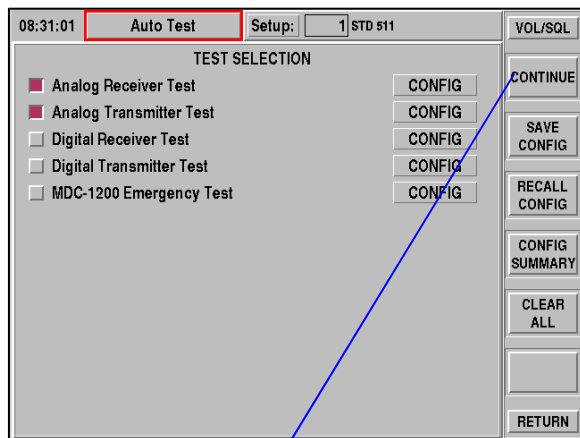 08:31:01 Auto Test Setup: 1 STD 511
TEST SELECTION
Analog Receiver Test CONFIG
Analog Transmitter Test CONFIG
Digital Receiver Test CONFIG
Digital Transmitter Test CONFIG
MDC-1200 Emergency Test CONFIG
VOL/SQL
CONTINUE
SAVE
CONFIG
RECALL
CONFIG
CONFIG
SUMMARY
CLEAR
ALL
RETURN